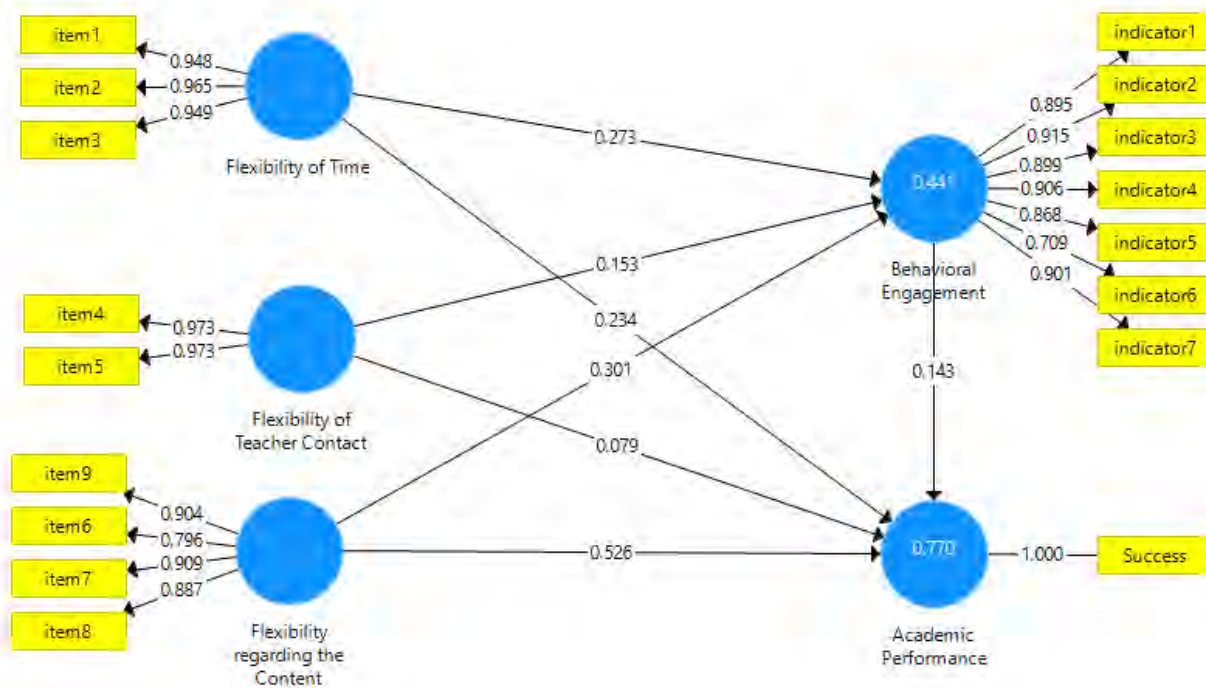 item1
item2
item3
0.948
0.965
0.949
Flexibility of Time
item4
item5
0.973
0.973
Flexibility of
Teacher Contact
item9
item6
item7
item8
0.904
0.796
0.909
0.887
Flexibility
regarding the
Content
0.273
0.153
0.234
0.301
0.079
0.526
0.441
Behavioral
Engagement
0.143
0.770
Academic
Performance
0.895
0.915
0.899
0.906
0.868
0.709
0.901
indicator1
indicator2
indicator3
indicator4
indicator5
indicator6
indicator7
1.000
Success